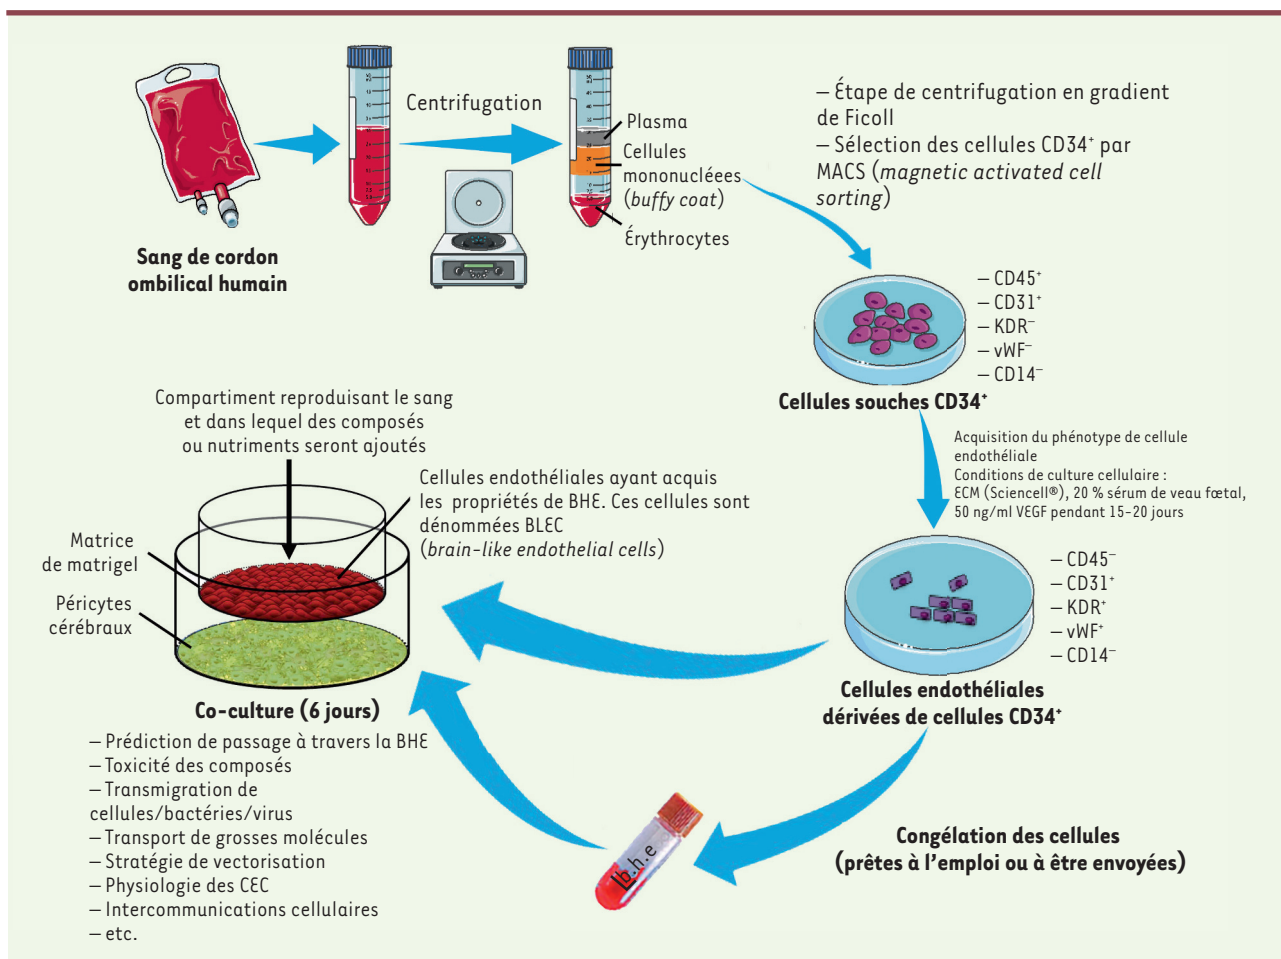 Sang de cordon
ombilical humain
Centrifugation
Plasma
Cellules
mononucléees
(buffy coat)
Érythrocytes
– Étape de centrifugation en gradient
de Ficoll
– Sélection des cellules CD34⁺ par
MACS (magnetic activated cell
sorting)
– CD45⁺
– CD31⁺
– KDR⁻
– vWF⁻
– CD14⁻
Cellules souches CD34⁺
Acquisition du phénotype de cellule
endothéliale
Conditions de culture cellulaire :
ECM (Sciencell®), 20 % sérum de veau fœtal,
50 ng/ml VEGF pendant 15-20 jours
– CD45⁻
– CD31⁺
– KDR⁺
– vWF⁺
– CD14⁻
Cellules endothéliales
dérivées de cellules CD34⁺
Congélation des cellules
(prêtes à l'emploi ou à être envoyées)
b.h.e
Compartiment reproduisant le sang
et dans lequel des composés
ou nutriments seront ajoutés
Cellules endothéliales ayant acquis
les propriétés de BHE. Ces cellules sont
dénommées BLEC
(brain-like endothelial cells)
Matrice
de matrigel
Péricytes
cérébraux
Co-culture (6 jours)
– Prédiction de passage à travers la BHE
– Toxicité des composés
– Transmigration de
cellules/bactéries/virus
– Transport de grosses molécules
– Stratégie de vectorisation
– Physiologie des CEC
– Intercommunications cellulaires
– etc.